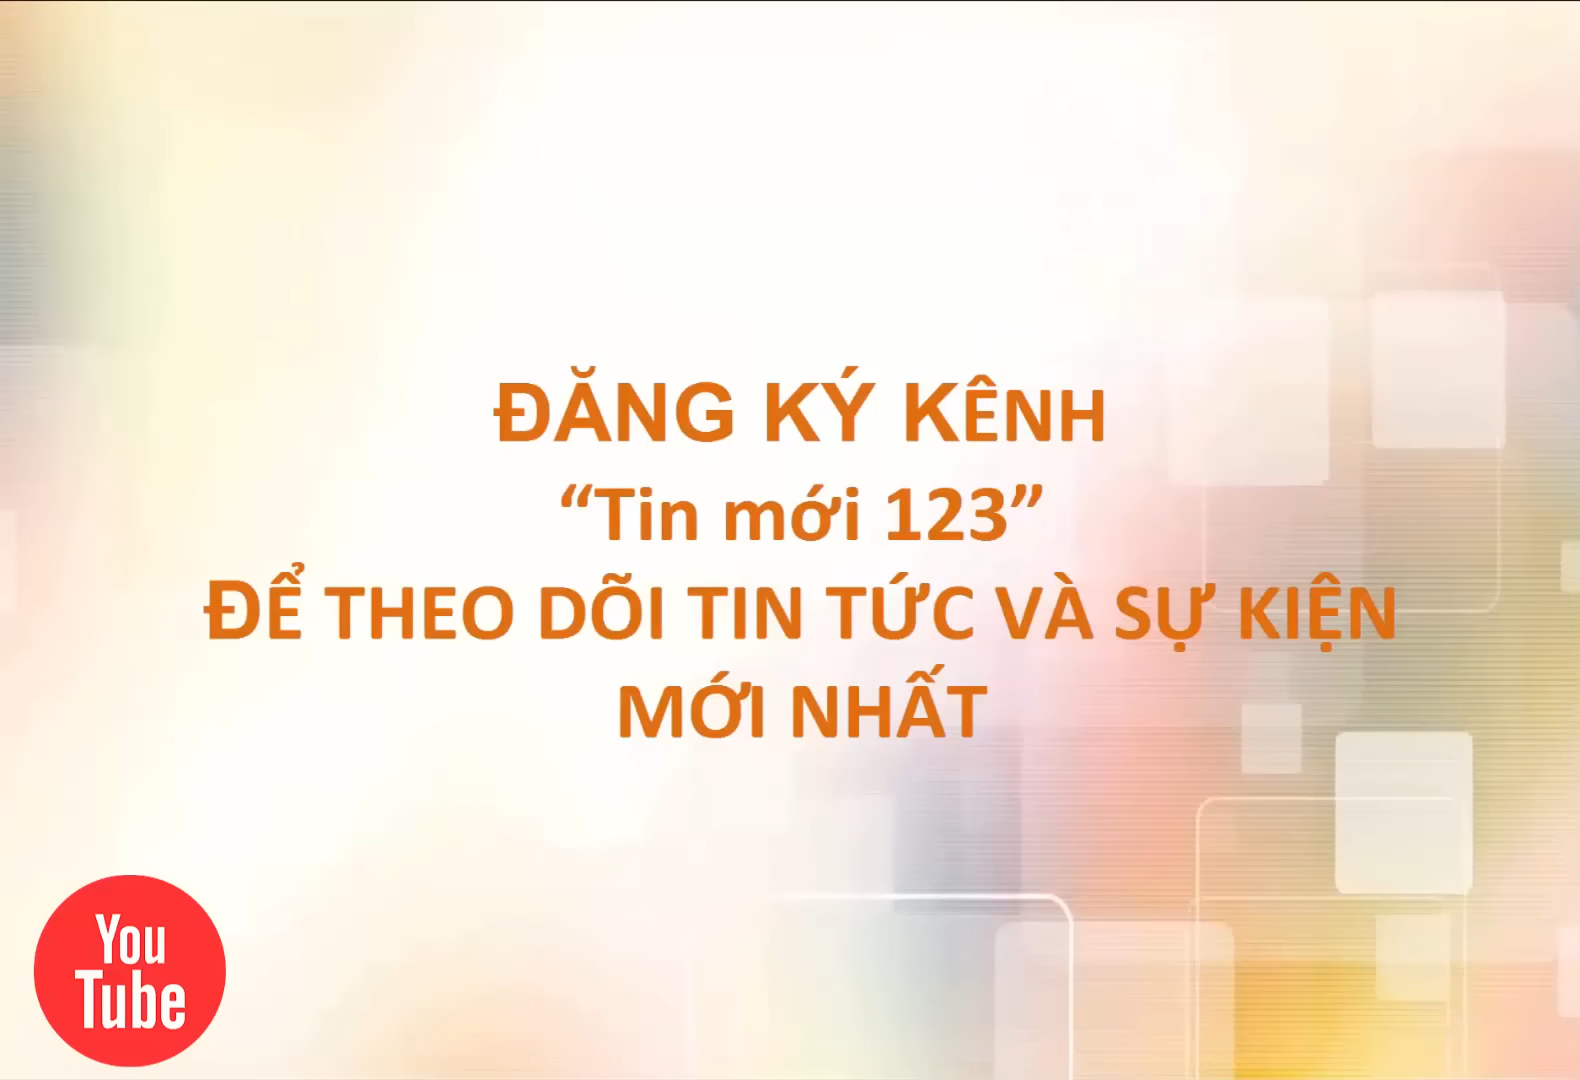 ĐĂNG KÝ KÊNH
“Tin mới 123”
ĐỂ THEO DÕI TIN TỨC VÀ SỰ KIỆN
MỚI NHẤT
You
Tube